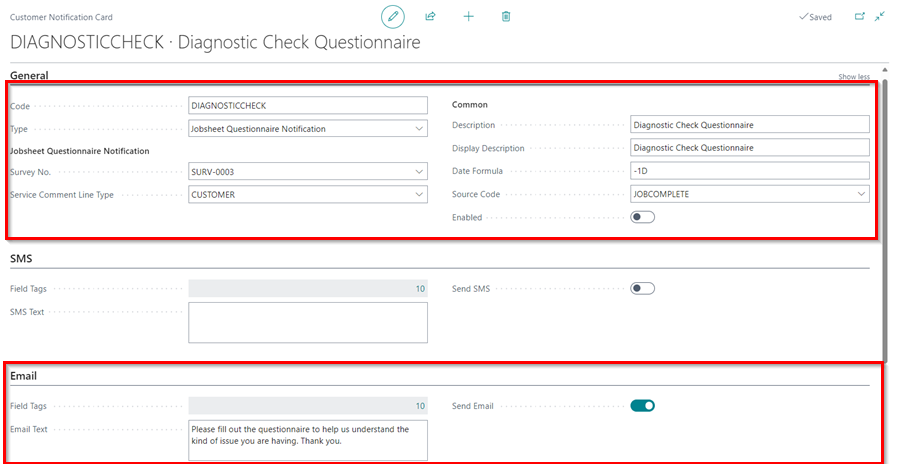 Customer Notification Card
Saved
DIAGNOSTICCHECK · Diagnostic Check Questionnaire
General
Show less
Code
DIAGNOSTICCHECK
Type
Jobsheet Questionnaire Notification
Jobsheet Questionnaire Notification
Survey No.
SURV-0003
Service Comment Line Type
CUSTOMER
Common
Description
Diagnostic Check Questionnaire
Display Description
Diagnostic Check Questionnaire
Date Formula
-1D
Source Code
JOBCOMPLETE
Enabled
SMS
Field Tags
10
SMS Text
Send SMS
Email
Field Tags
10
Email Text
Please fill out the questionnaire to help us understand the
kind of issue you are having. Thank you.
Send Email